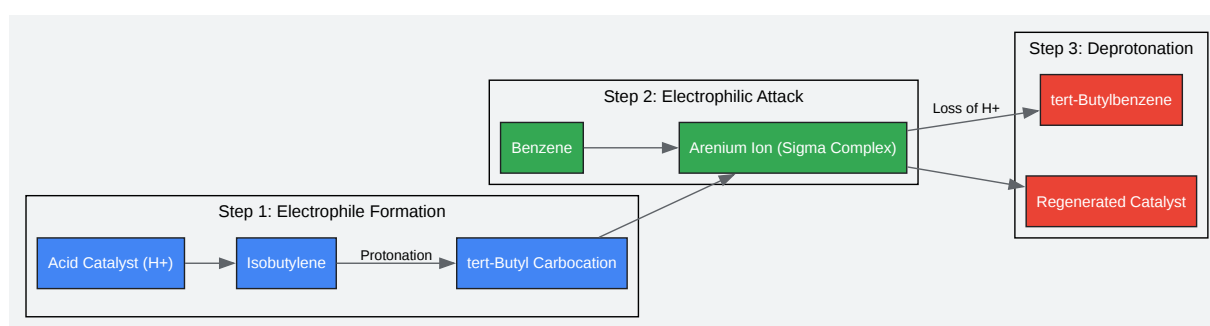 Step 1: Electrophile Formation
Acid Catalyst (H+)
Isobutylene
Protonation
tert-Butyl Carbocation
Step 2: Electrophilic Attack
Benzene
Arenium Ion (Sigma Complex)
Loss of H+
Step 3: Deprotonation
tert-Butylbenzene
Regenerated Catalyst